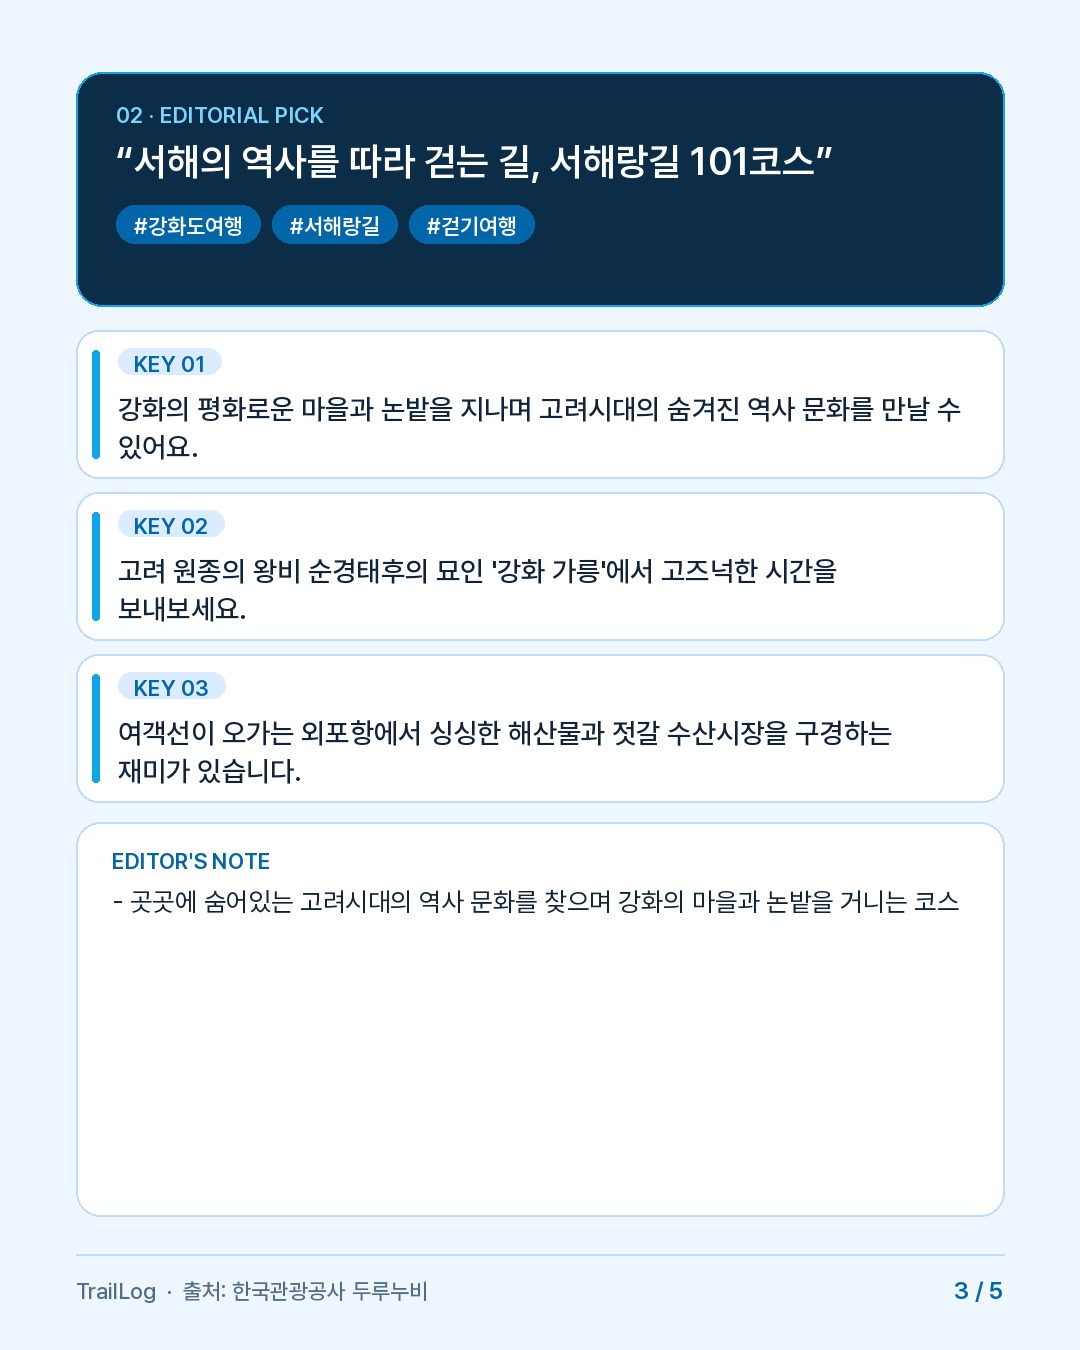 02 · EDITORIAL PICK
“서해의 역사를 따라 걷는 길, 서해랑길 101코스”
#강화도여행 #서해랑길 #걷기여행
KEY 01
강화의 평화로운 마을과 논밭을 지나며 고려시대의 숨겨진 역사 문화를 만날 수
있어요.
KEY 02
고려 원종의 왕비 순경태후의 묘인 '강화 가릉'에서 고즈넉한 시간을
보내보세요.
KEY 03
여객선이 오가는 외포항에서 싱싱한 해산물과 젓갈 수산시장을 구경하는
재미가 있습니다.
EDITOR'S NOTE
- 곳곳에 숨어있는 고려시대의 역사 문화를 찾으며 강화의 마을과 논밭을 거니는 코스
TrailLog · 출처: 한국관광공사 두루누비
3 / 5